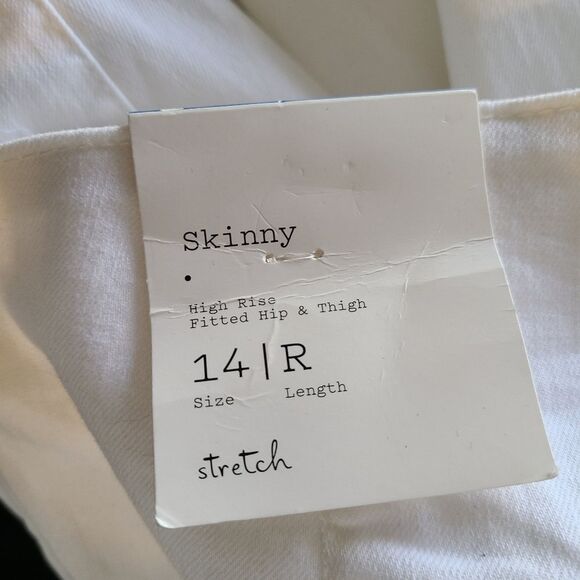 Skinny
High Rise
Fitted Hip & Thigh
14|R
Size Length
stretch